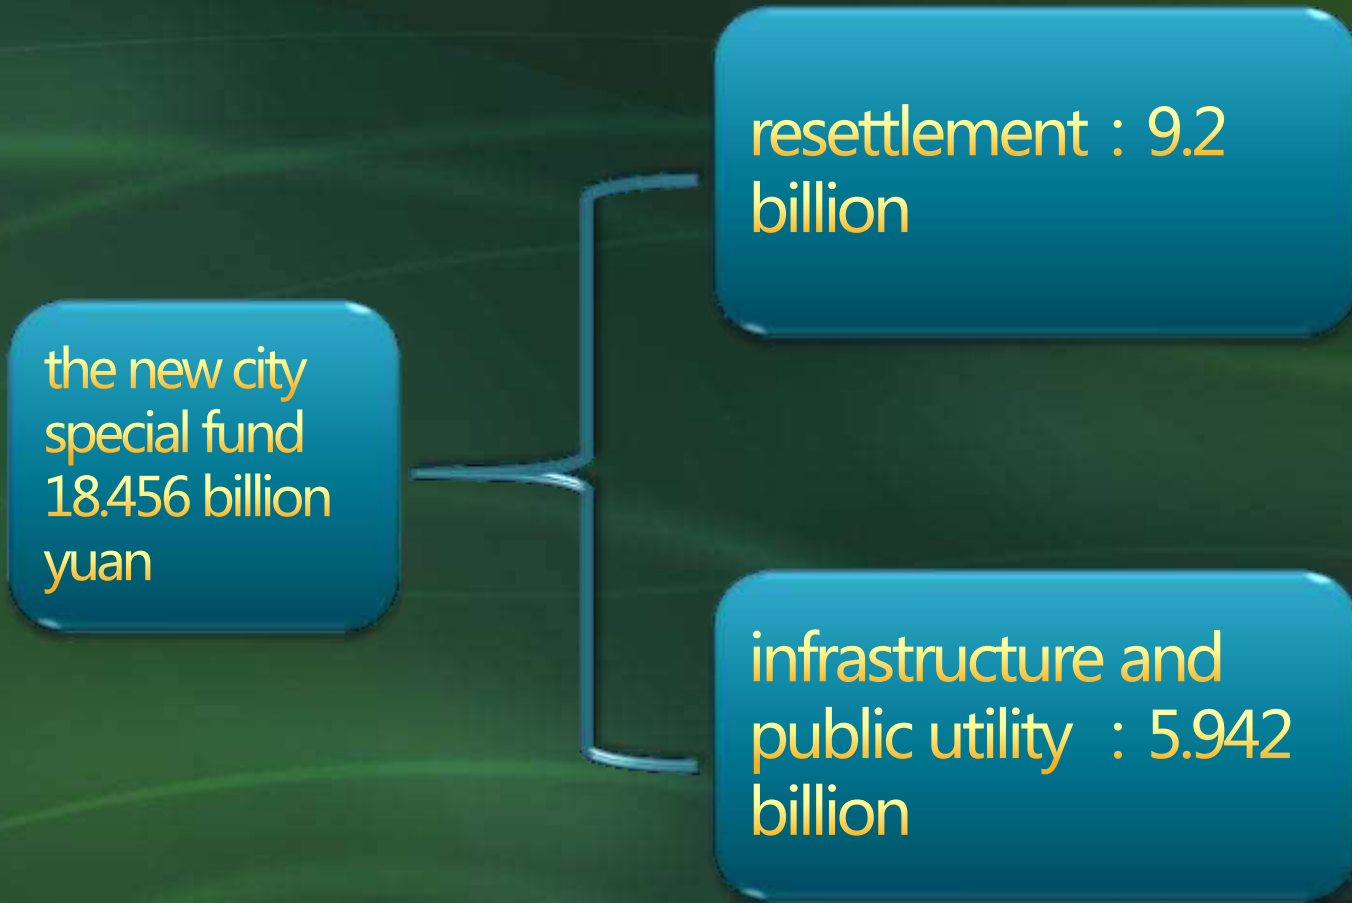 resettlement：9.2
billion
the new city
special fund
18.456 billion
yuan
infrastructure and
public utility ：5.942
billion